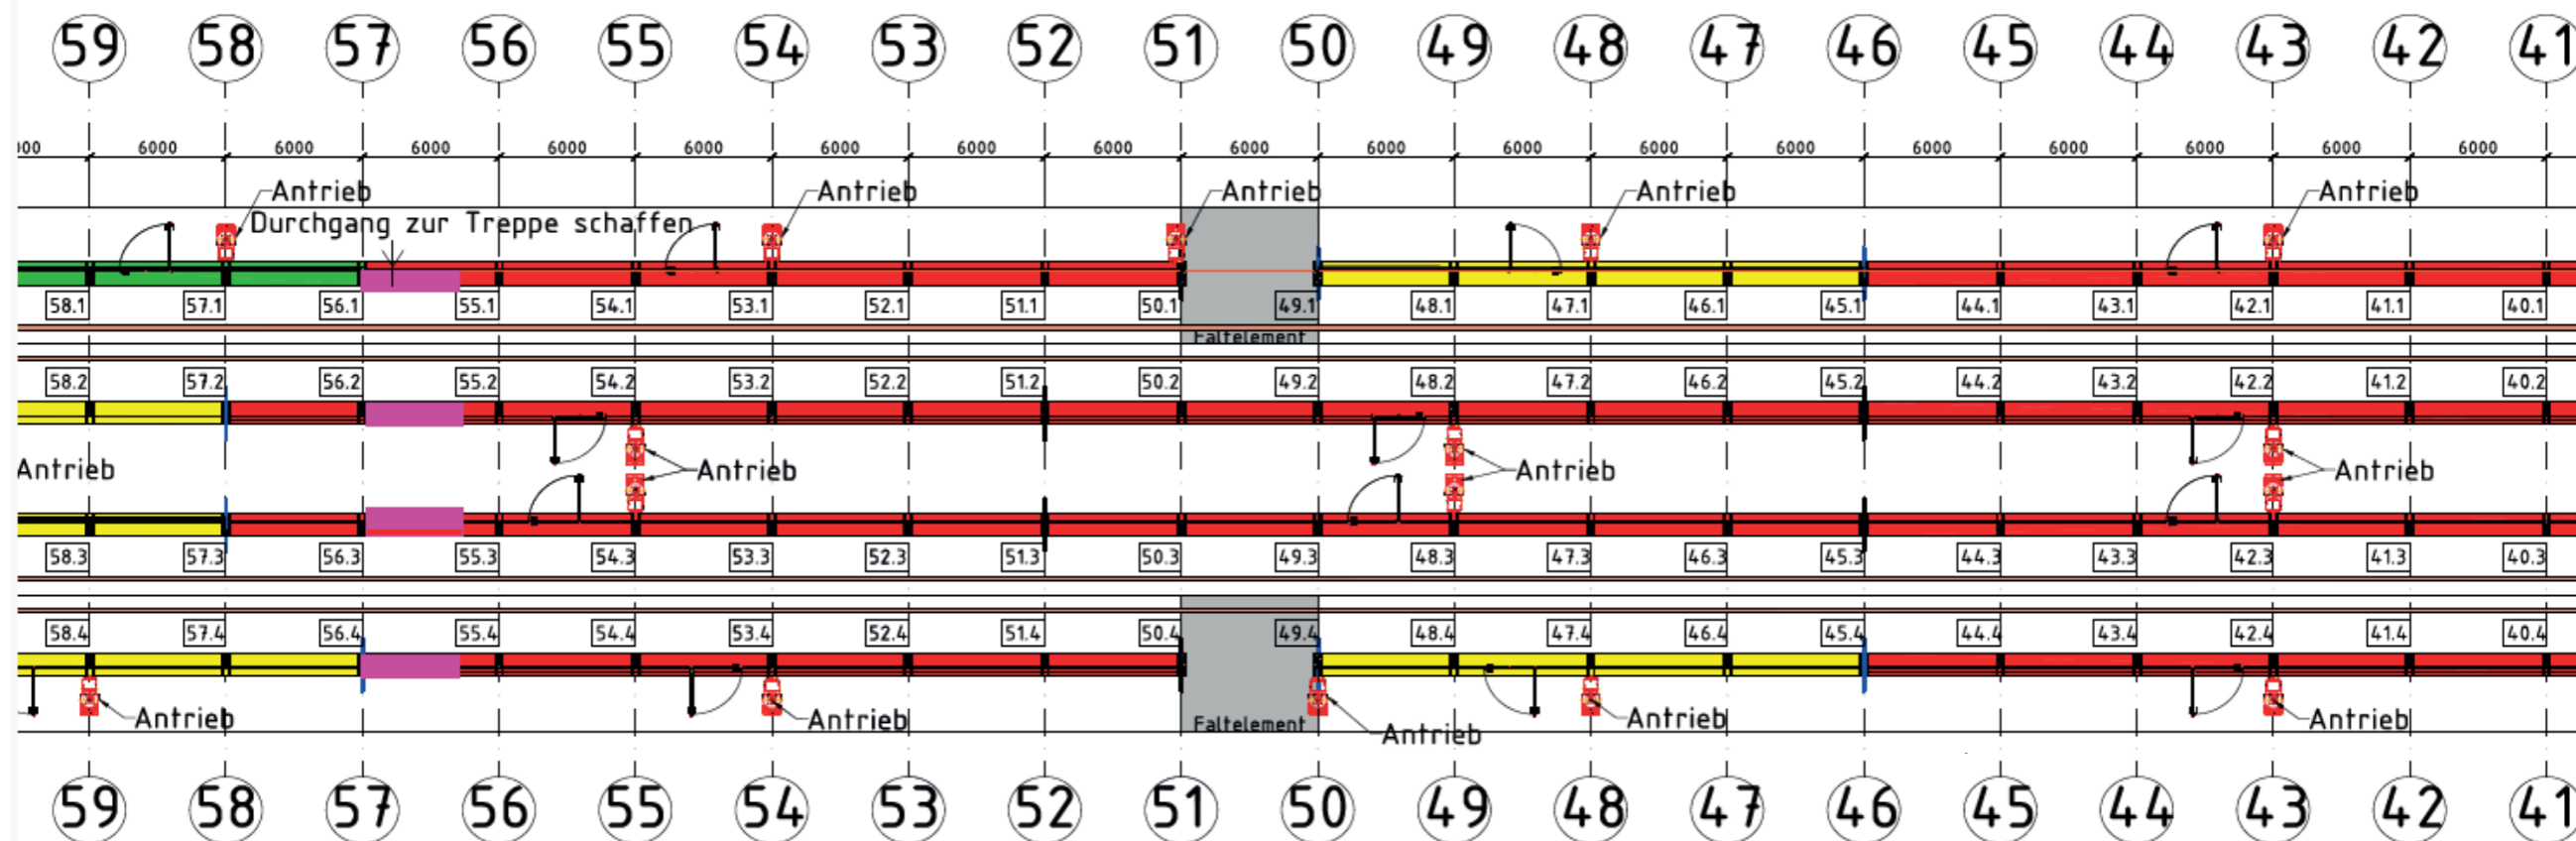 59 58 57 56 55 54 53 52 51 50 49 48 47 46 45 44 43 42 41
000 6000 6000 6000 6000 6000 6000 6000 6000 6000 6000 6000 6000 6000 6000 6000 6000 6000 6000
Antrieb Antrieb Antrieb Antrieb Antrieb
Durchgang zur Treppe schaffen
58.1 57.1 56.1 55.1 54.1 53.1 52.1 51.1 50.1 49.1 48.1 47.1 46.1 45.1 44.1 43.1 42.1 41.1 40.1
Faltelement
58.2 57.2 56.2 55.2 54.2 53.2 52.2 51.2 50.2 49.2 48.2 47.2 46.2 45.2 44.2 43.2 42.2 41.2 40.2
Antrieb Antrieb Antrieb Antrieb
58.3 57.3 56.3 55.3 54.3 53.3 52.3 51.3 50.3 49.3 48.3 47.3 46.3 45.3 44.3 43.3 42.3 41.3 40.3
58.4 57.4 56.4 55.4 54.4 53.4 52.4 51.4 50.4 49.4 48.4 47.4 46.4 45.4 44.4 43.4 42.4 41.4 40.4
Antrieb Antrieb Faltelement Antrieb Antrieb Antrieb
59 58 57 56 55 54 53 52 51 50 49 48 47 46 45 44 43 42 41